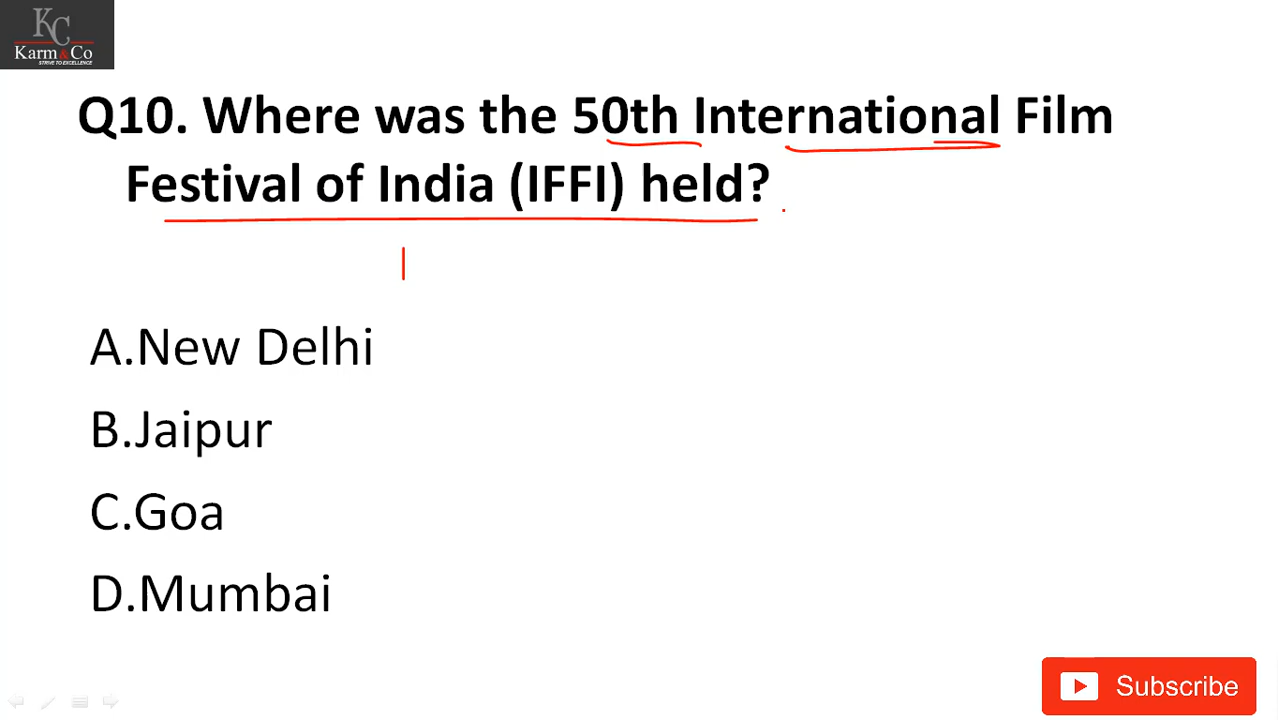 KC
Karm&Co
STRIVE TO EXCELLENCE
Q10. Where was the 50th International Film
Festival of India (IFFI) held?
A.New Delhi
B.Jaipur
C.Goa
D.Mumbai
Subscribe